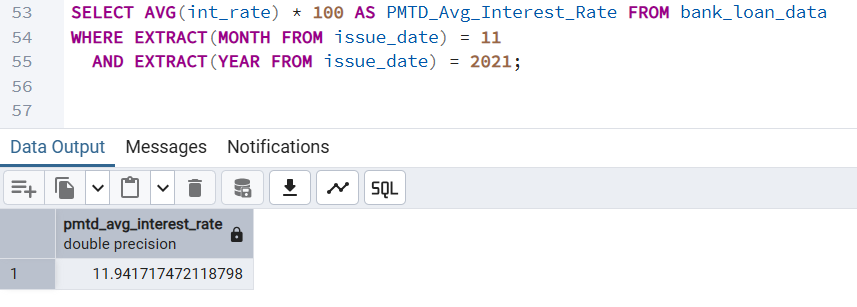 53 SELECT AVG(int_rate) * 100 AS PMTD_Avg_Interest_Rate FROM bank_loan_data
54 WHERE EXTRACT(MONTH FROM issue_date) = 11
55 AND EXTRACT(YEAR FROM issue_date) = 2021;
56
57
Data Output Messages Notifications
SQL
pmtd_avg_interest_rate
double precision
1 11.941717472118798